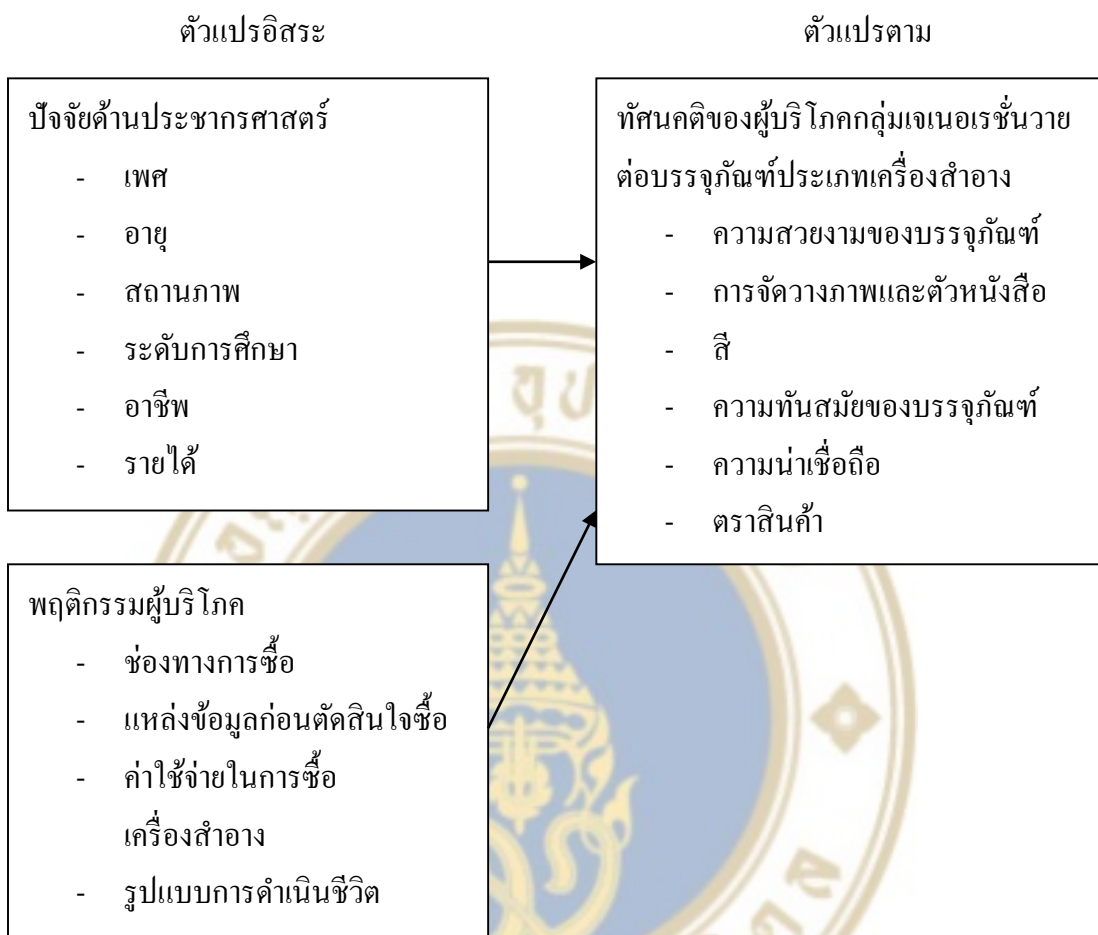 ตัวแปรอิสระ
ตัวแปรตาม
ปัจจัยด้านประชากรศาสตร์
- เพศ
- อายุ
- สถานภาพ
- ระดับการศึกษา
- อาชีพ
- รายได้
พฤติกรรมผู้บริโภค
- ช่องทางการซื้อ
- แหล่งข้อมูลก่อนตัดสินใจซื้อ
- ค่าใช้จ่ายในการซื้อ
เครื่องสำอาง
- รูปแบบการดำเนินชีวิต
ทัศนคติของผู้บริโภคกลุ่มเจเนอเรชั่นวาย
ต่อบรรจุภัณฑ์ประเภทเครื่องสำอาง
- ความสวยงามของบรรจุภัณฑ์
- การจัดวางภาพและตัวหนังสือ
- สี
- ความทันสมัยของบรรจุภัณฑ์
- ความน่าเชื่อถือ
- ตราสินค้า